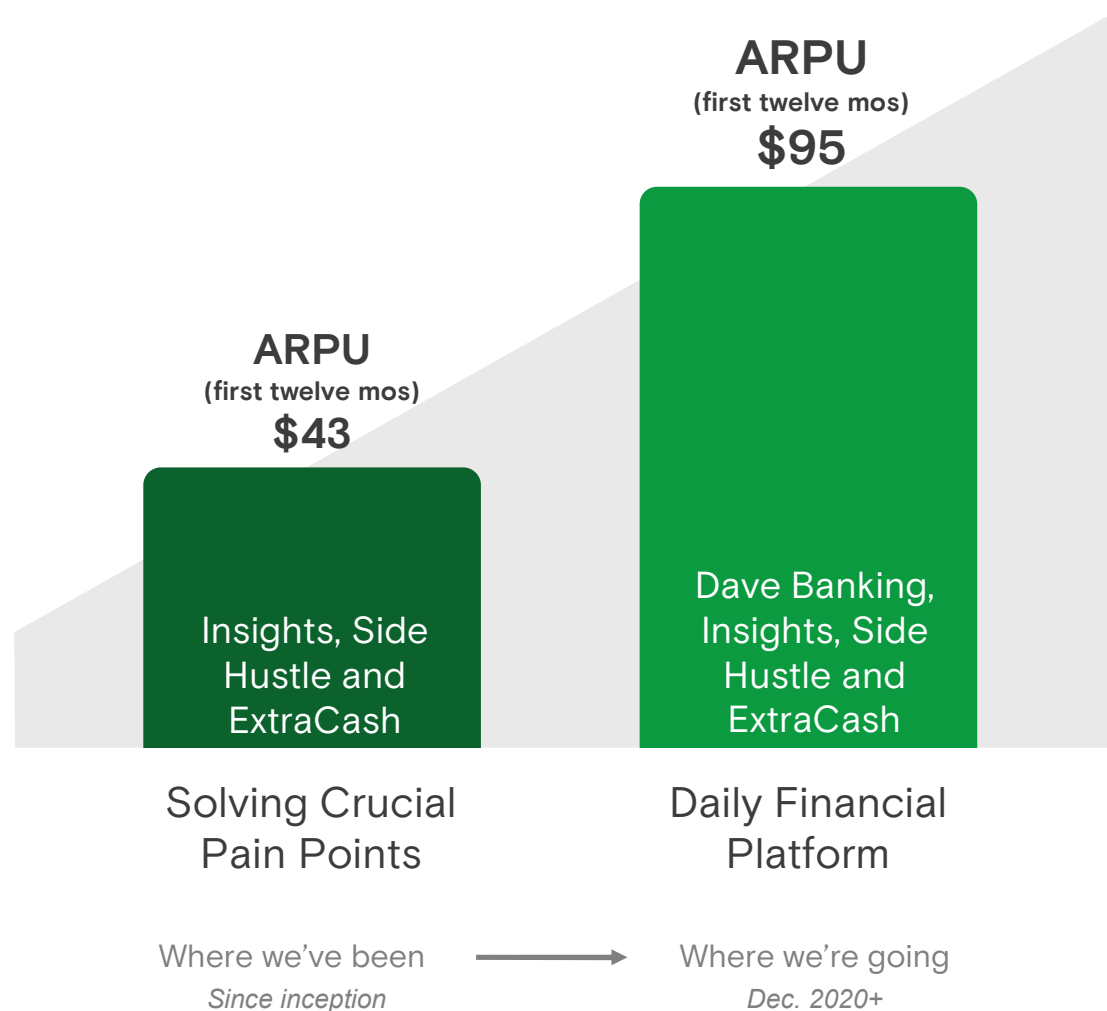 ARPU
(first twelve mos)
$95
ARPU
(first twelve mos)
$43
Insights, Side
Hustle and
ExtraCash
Dave Banking,
Insights, Side
Hustle and
ExtraCash
Solving Crucial
Pain Points
Daily Financial
Platform
Where we’ve been
Since inception
Where we’re going
Dec. 2020+